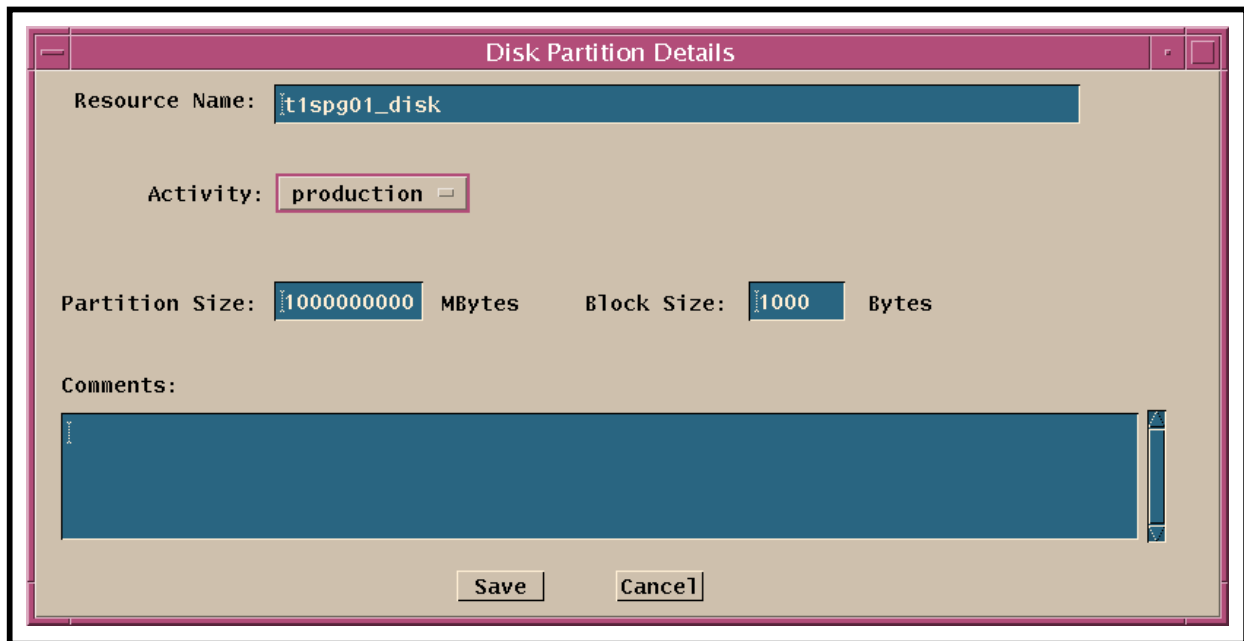 Disk Partition Details
Resource Name: t1spg01_disk
Activity: production
Partition Size: 1000000000 MBytes Block Size: 1000 Bytes
Comments:
Save Cancel